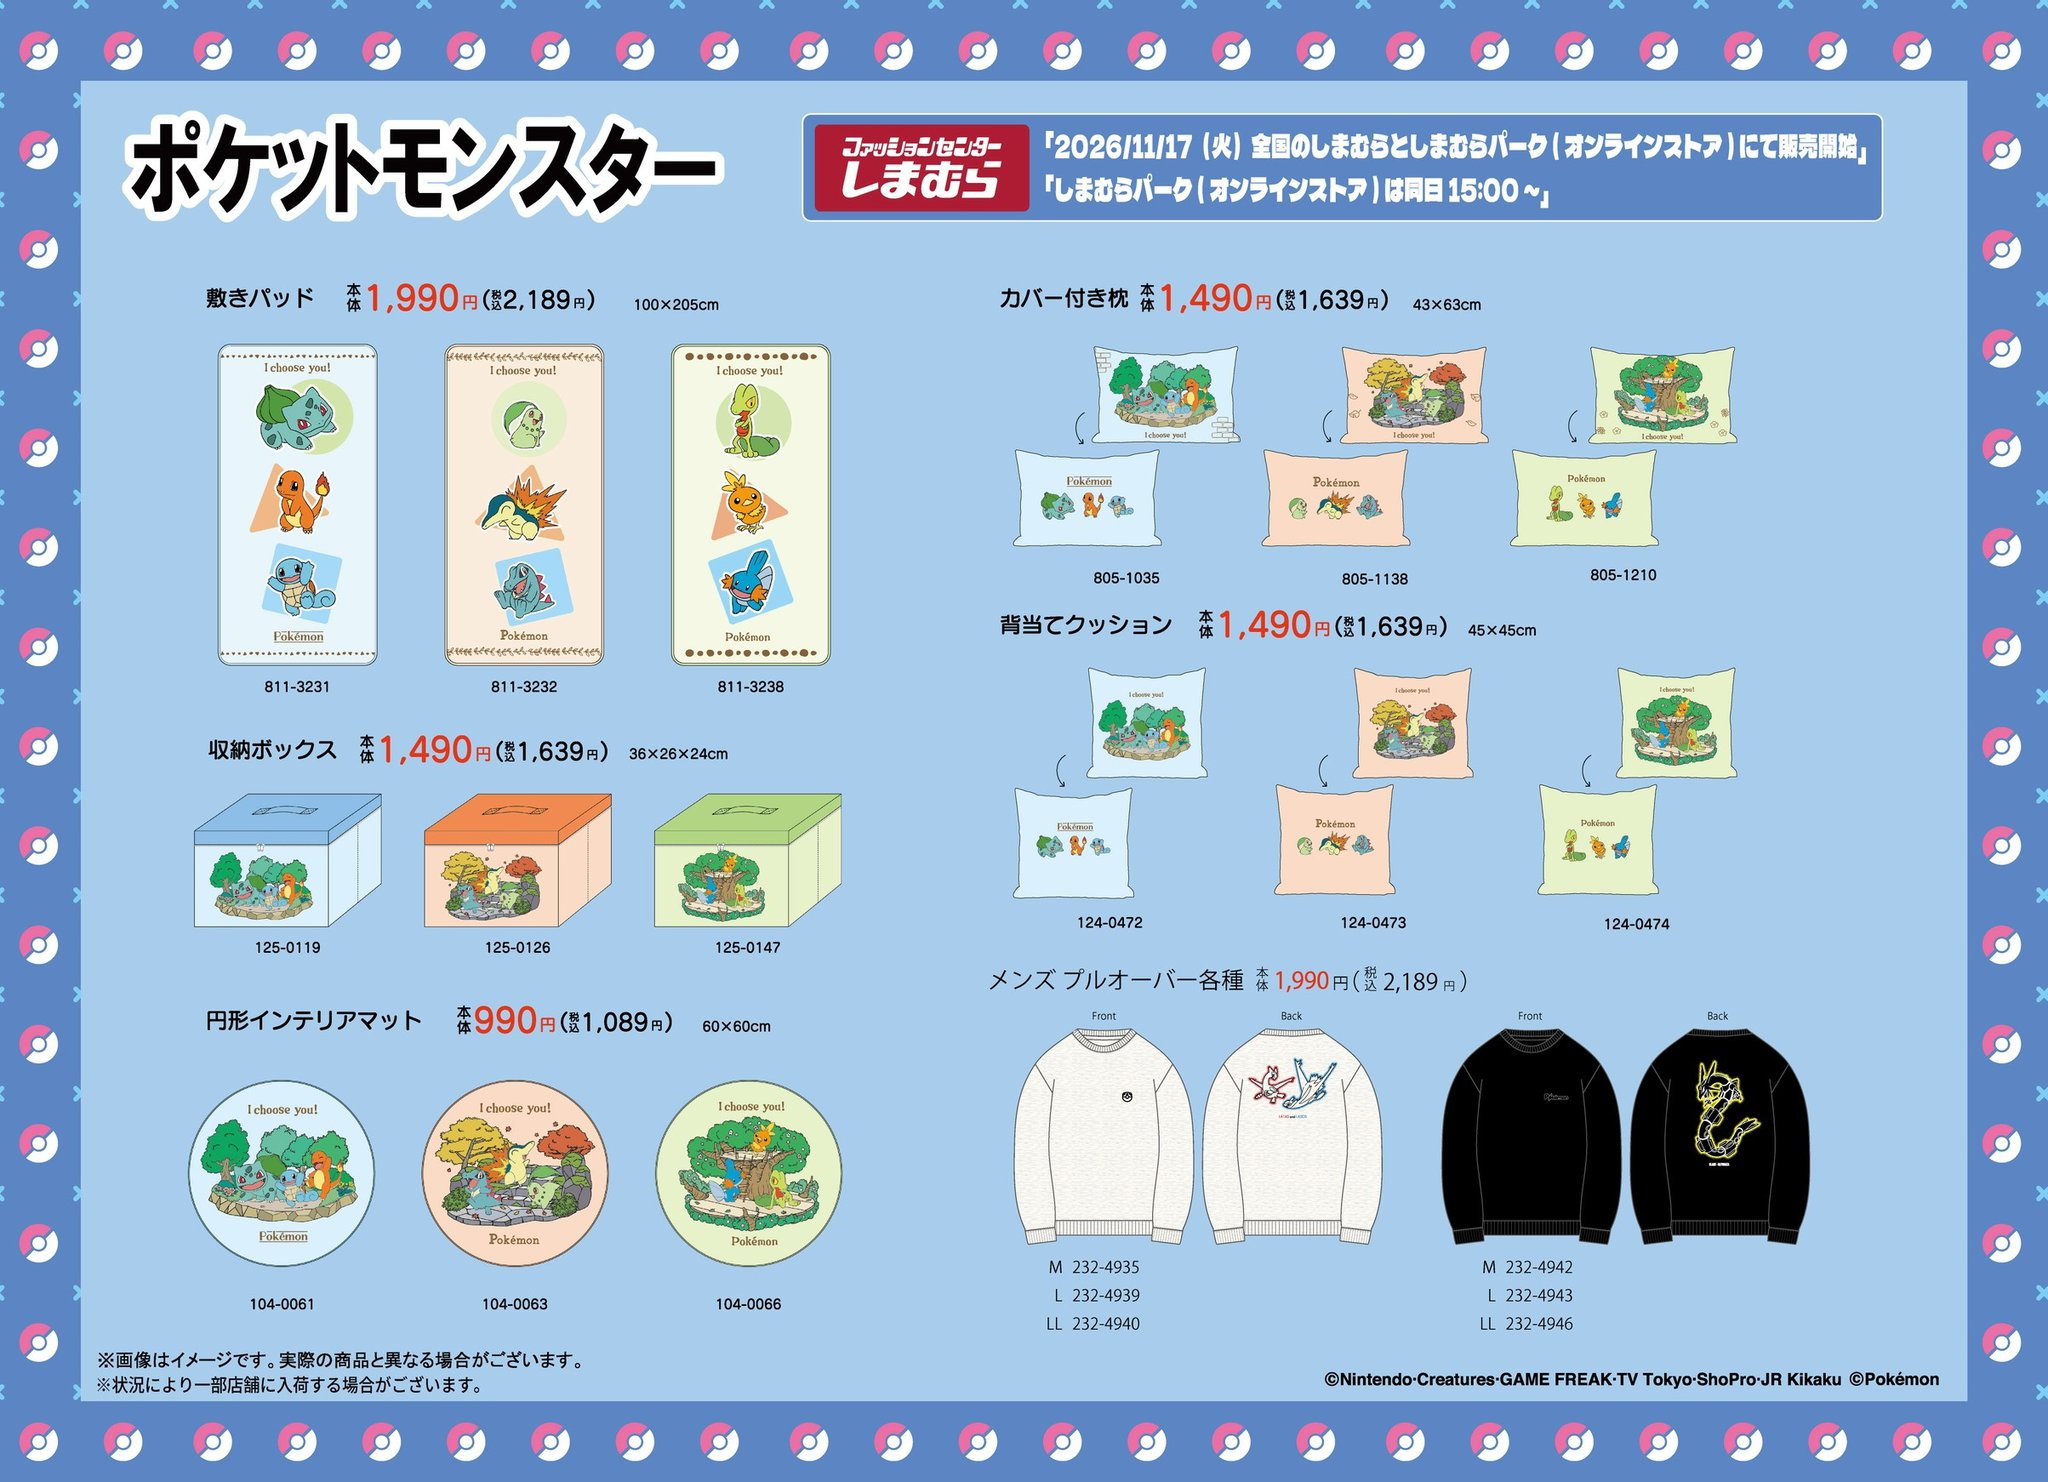 ポケットモンスター
ファッションセンター
しまむら
「2026/11/17（火）全国のしまむらとしまむらパーク(オンラインストア)にて販売開始」
「しまむらパーク(オンラインストア)は同日15:00～」
敷きパッド 本体1,990円(税込2,189円) 100×205cm
I choose you! I choose you! I choose you!
Pokémon Pokémon Pokémon
811-3231 811-3232 811-3238
収納ボックス 本体1,490円(税込1,639円) 36×26×24cm
125-0119 125-0126 125-0147
円形インテリアマット 本体990円(税込1,089円) 60×60cm
I choose you! I choose you! I choose you!
Pokémon Pokémon Pokémon
104-0061 104-0063 104-0066
カバー付き枕 本体1,490円(税込1,639円) 43×63cm
I choose you! I choose you! I choose you!
Pokémon Pokémon Pokémon
805-1035 805-1138 805-1210
背当てクッション 本体1,490円(税込1,639円) 45×45cm
I choose you! I choose you! I choose you!
Pokémon Pokémon Pokémon
124-0472 124-0473 124-0474
メンズ プルオーバー各種 本体1,990円(税込2,189円)
Front Back Front Back
Pokémon
M 232-4935 M 232-4942
L 232-4939 L 232-4943
LL 232-4940 LL 232-4946
※画像はイメージです。実際の商品と異なる場合がございます。
※状況により一部店舗に入荷する場合がございます。
©Nintendo·Creatures·GAME FREAK·TV Tokyo·ShoPro·JR Kikaku ©Pokémon